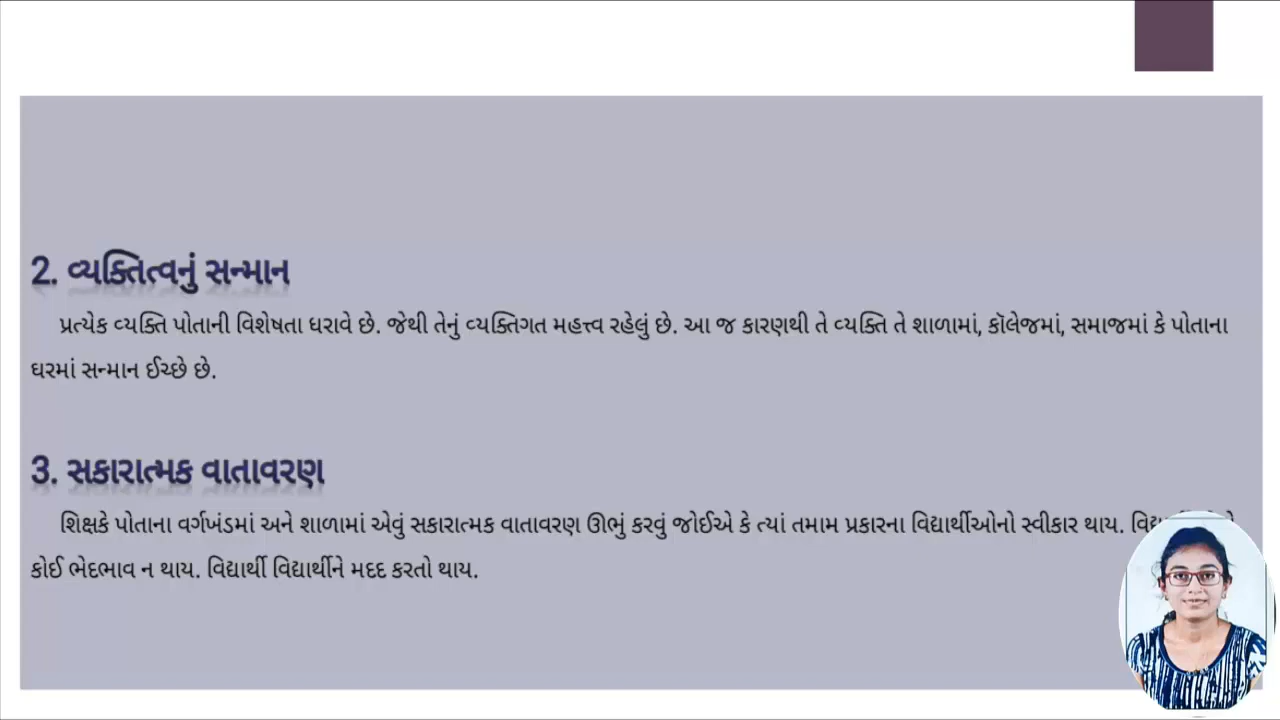 2. વ્યક્તિત્વનું સન્માન
પ્રત્યેક વ્યક્તિ પોતાની વિશેષતા ધરાવે છે. જેથી તેનું વ્યક્તિગત મહત્ત્વ રહેલું છે. આ જ કારણથી તે વ્યક્તિ તે શાળામાં, કૉલેજમાં, સમાજમાં કે પોતાના
ઘરમાં સન્માન ઈચ્છે છે.
3. સકારાત્મક વાતાવરણ
શિક્ષકે પોતાના વર્ગખંડમાં અને શાળામાં એવું સકારાત્મક વાતાવરણ ઊભું કરવું જોઈએ કે ત્યાં તમામ પ્રકારના વિદ્યાર્થીઓનો સ્વીકાર થાય.
કોઈ ભેદભાવ ન થાય. વિદ્યાર્થી વિદ્યાર્થીને મદદ કરતો થાય.